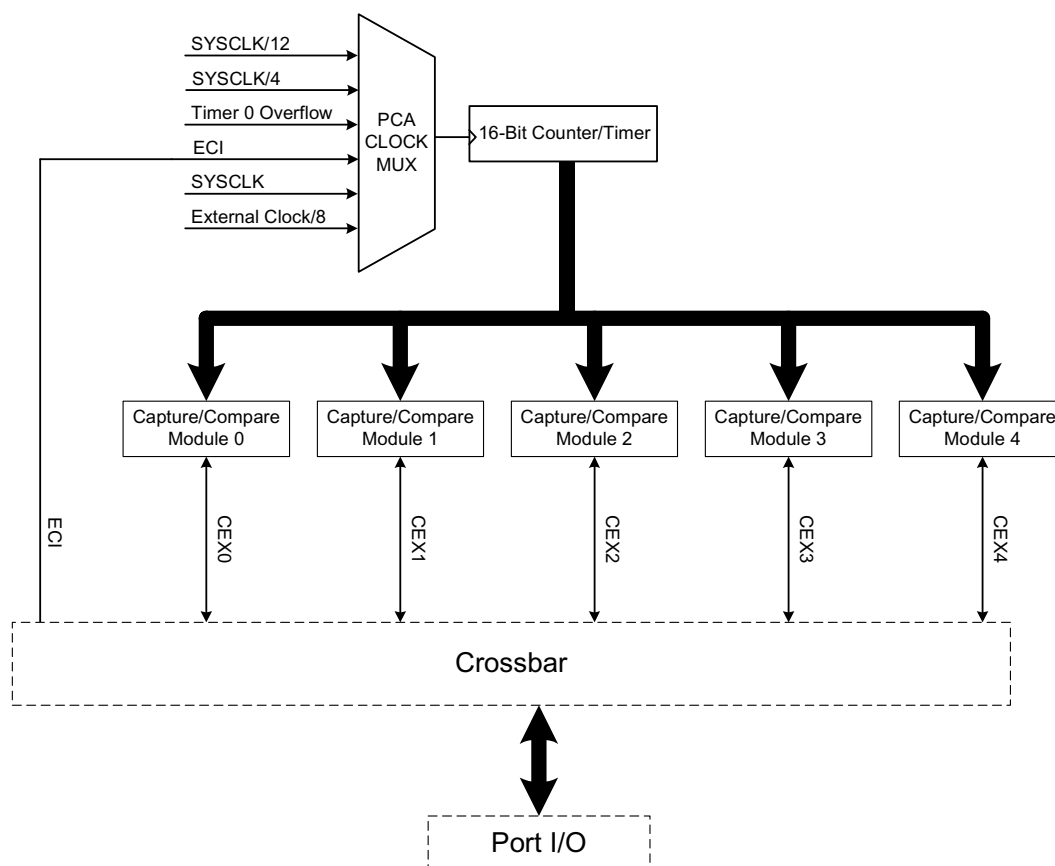 SYSCLK/12
SYSCLK/4
Timer 0 Overflow
ECI
SYSCLK
External Clock/8
PCA
CLOCK
MUX
16-Bit Counter/Timer
Capture/Compare
Module 0
Capture/Compare
Module 1
Capture/Compare
Module 2
Capture/Compare
Module 3
Capture/Compare
Module 4
ECI
CEX0
CEX1
CEX2
CEX3
CEX4
Crossbar
Port I/O